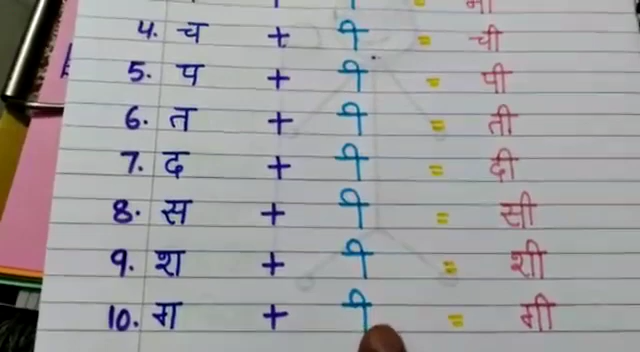 4. च + ी = ची
5. प + ी = पी
6. त + ी = ती
7. द + ी = दी
8. स + ी = सी
9. श + ी = शी
10. ग + ी = गी